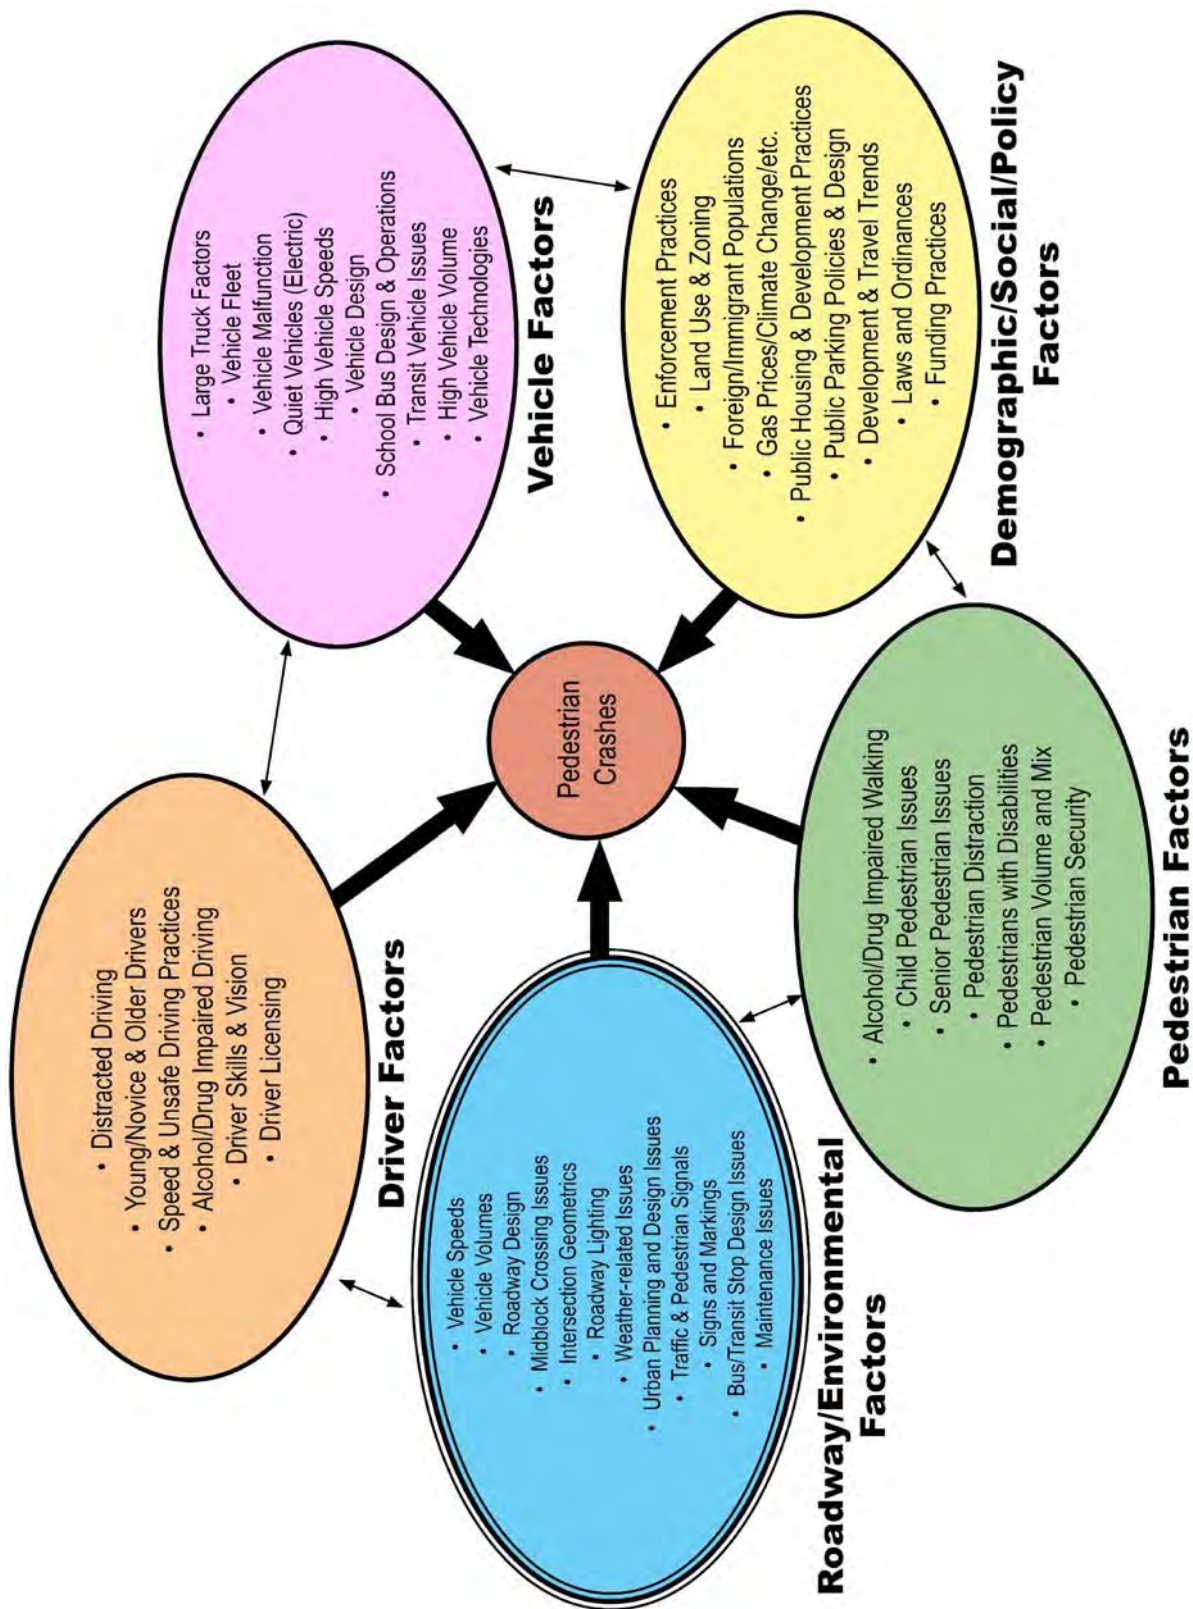 • Distracted Driving
• Young/Novice & Older Drivers
• Speed & Unsafe Driving Practices
• Alcohol/Drug Impaired Driving
• Driver Skills & Vision
• Driver Licensing
Driver Factors
• Large Truck Factors
• Vehicle Fleet
• Vehicle Malfunction
• Quiet Vehicles (Electric)
• High Vehicle Speeds
• Vehicle Design
• School Bus Design & Operations
• Transit Vehicle Issues
• High Vehicle Volume
• Vehicle Technologies
Vehicle Factors
Pedestrian
Crashes
• Vehicle Speeds
• Vehicle Volumes
• Roadway Design
• Midblock Crossing Issues
• Intersection Geometrics
• Roadway Lighting
• Weather-related Issues
• Urban Planning and Design Issues
• Traffic & Pedestrian Signals
• Signs and Markings
• Bus/Transit Stop Design Issues
• Maintenance Issues
Roadway/Environmental
Factors
• Alcohol/Drug Impaired Walking
• Child Pedestrian Issues
• Senior Pedestrian Issues
• Pedestrian Distraction
• Pedestrians with Disabilities
• Pedestrian Volume and Mix
• Pedestrian Security
Pedestrian Factors
• Enforcement Practices
• Land Use & Zoning
• Foreign/Immigrant Populations
• Gas Prices/Climate Change/etc.
• Public Housing & Development Practices
• Public Parking Policies & Design
• Development & Travel Trends
• Laws and Ordinances
• Funding Practices
Demographic/Social/Policy
Factors